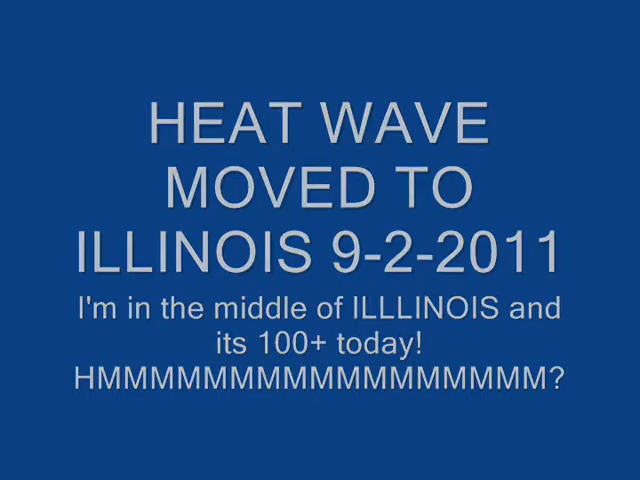 HEAT WAVE
MOVED TO
ILLINOIS 9-2-2011
I'm in the middle of ILLLINOIS and
its 100+ today!
HMMMMMMMMMMMMMMMMM?